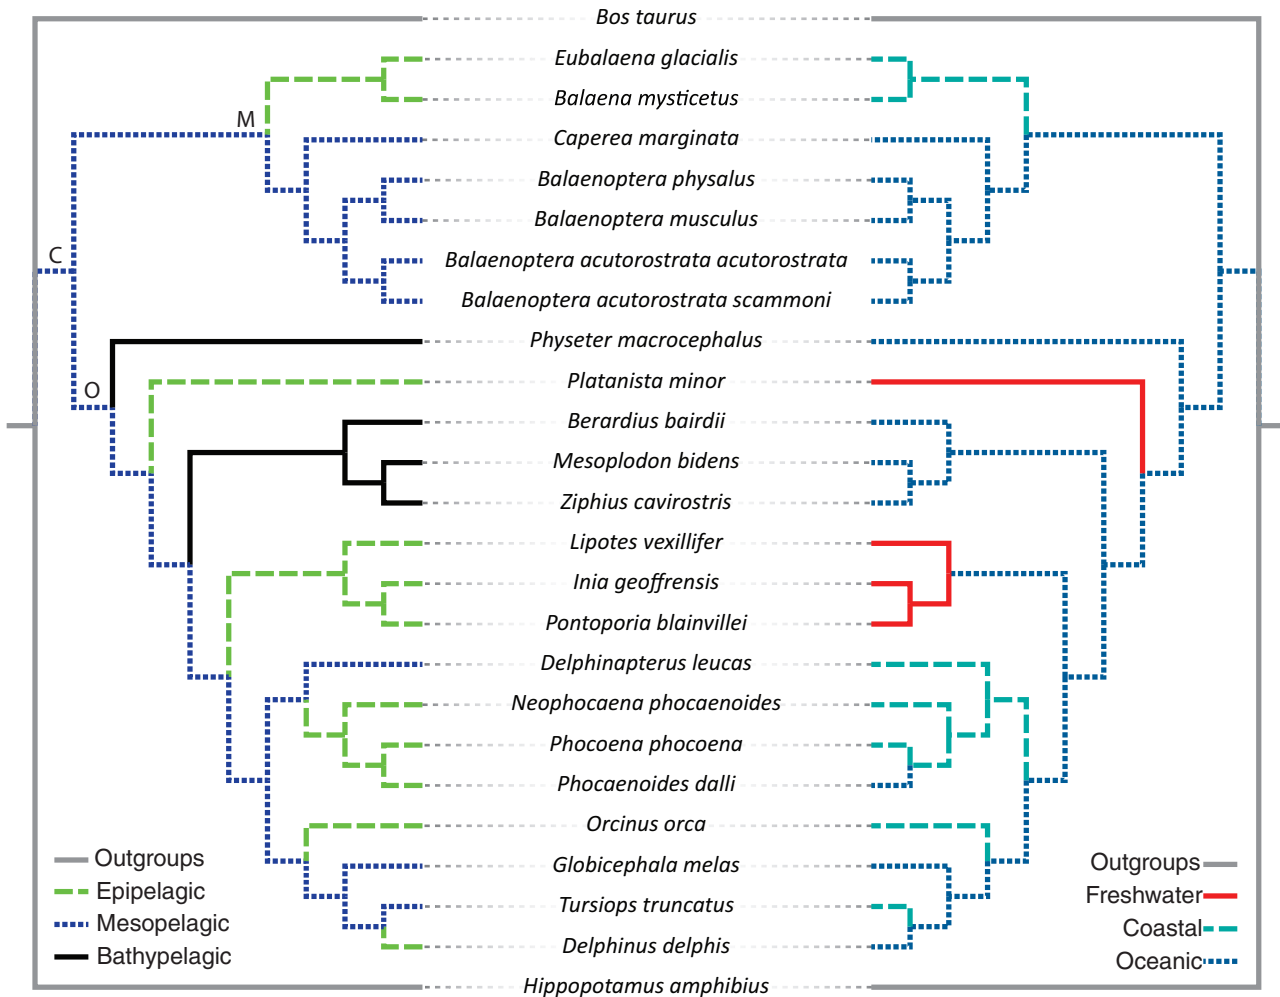 Bos taurus
Eubalaena glacialis
Balaena mysticetus
M
Caperea marginata
Balaenoptera physalus
Balaenoptera musculus
C
Balaenoptera acutorostrata acutorostrata
Balaenoptera acutorostrata scammoni
Physeter macrocephalus
Platanista minor
O
Berardius bairdii
Mesoplodon bidens
Ziphius cavirostris
Lipotes vexillifer
Inia geoffrensis
Pontoporia blainvillei
Delphinapterus leucas
Neophocaena phocaenoides
Phocoena phocoena
Phocaenoides dalli
Orcinus orca
Globicephala melas
Tursiops truncatus
Delphinus delphis
Hippopotamus amphibius
Outgroups
Epipelagic
Mesopelagic
Bathypelagic
Outgroups
Freshwater
Coastal
Oceanic